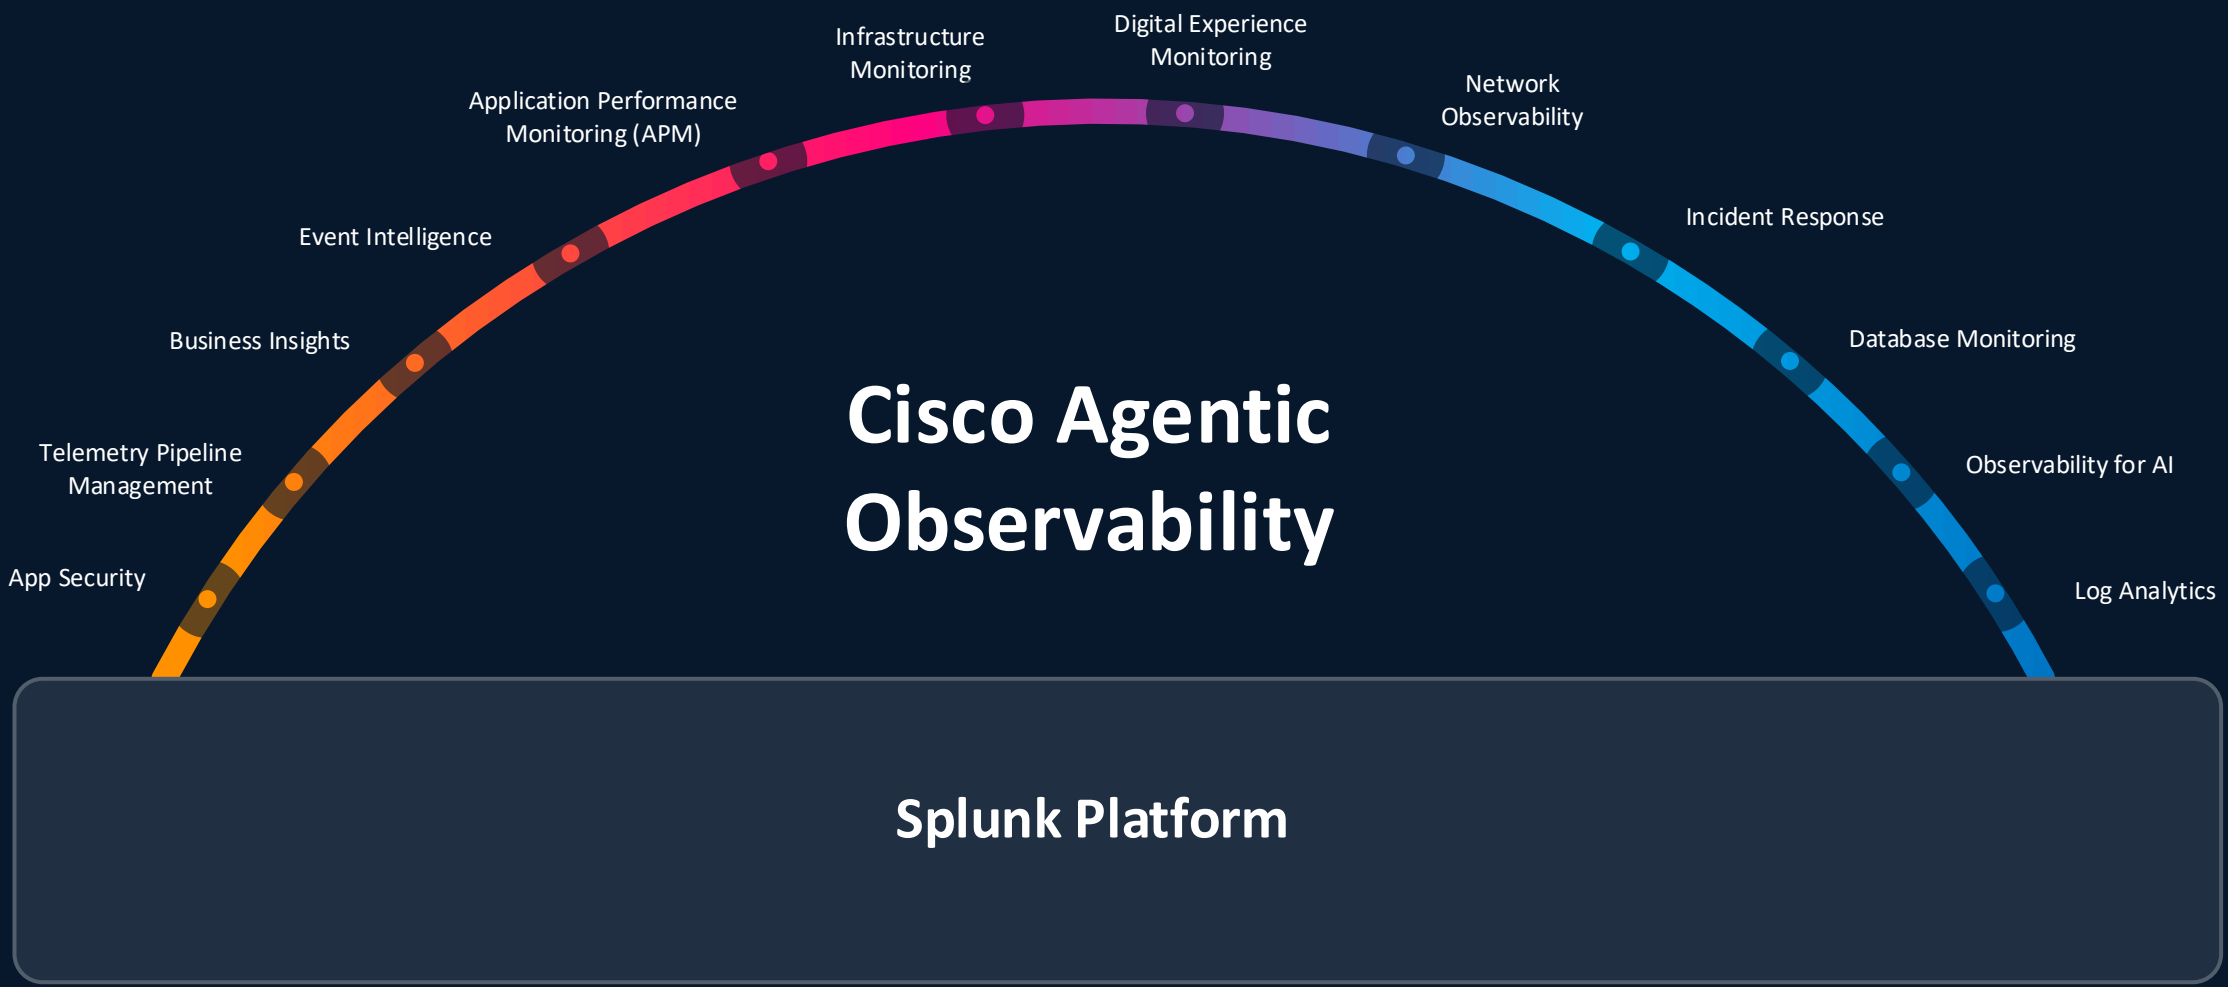 Digital Experience
Monitoring
Infrastructure
Monitoring
Network
Observability
Application Performance
Monitoring (APM)
Incident Response
Event Intelligence
Database Monitoring
Business Insights
Cisco Agentic
Observability
Telemetry Pipeline
Management
Observability for AI
App Security
Log Analytics
Splunk Platform